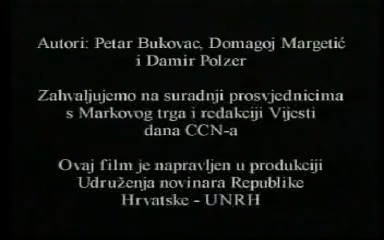 Autori: Petar Bukovac, Domagoj Margetić
i Damir Polzer
Zahvaljujemo na suradnji prosvjednicima
s Markovog trga i redakciji Vijesti
dana CCN-a
Ovaj film je napravljen u produkciji
Udruženja novinara Republike
Hrvatske - UNRH